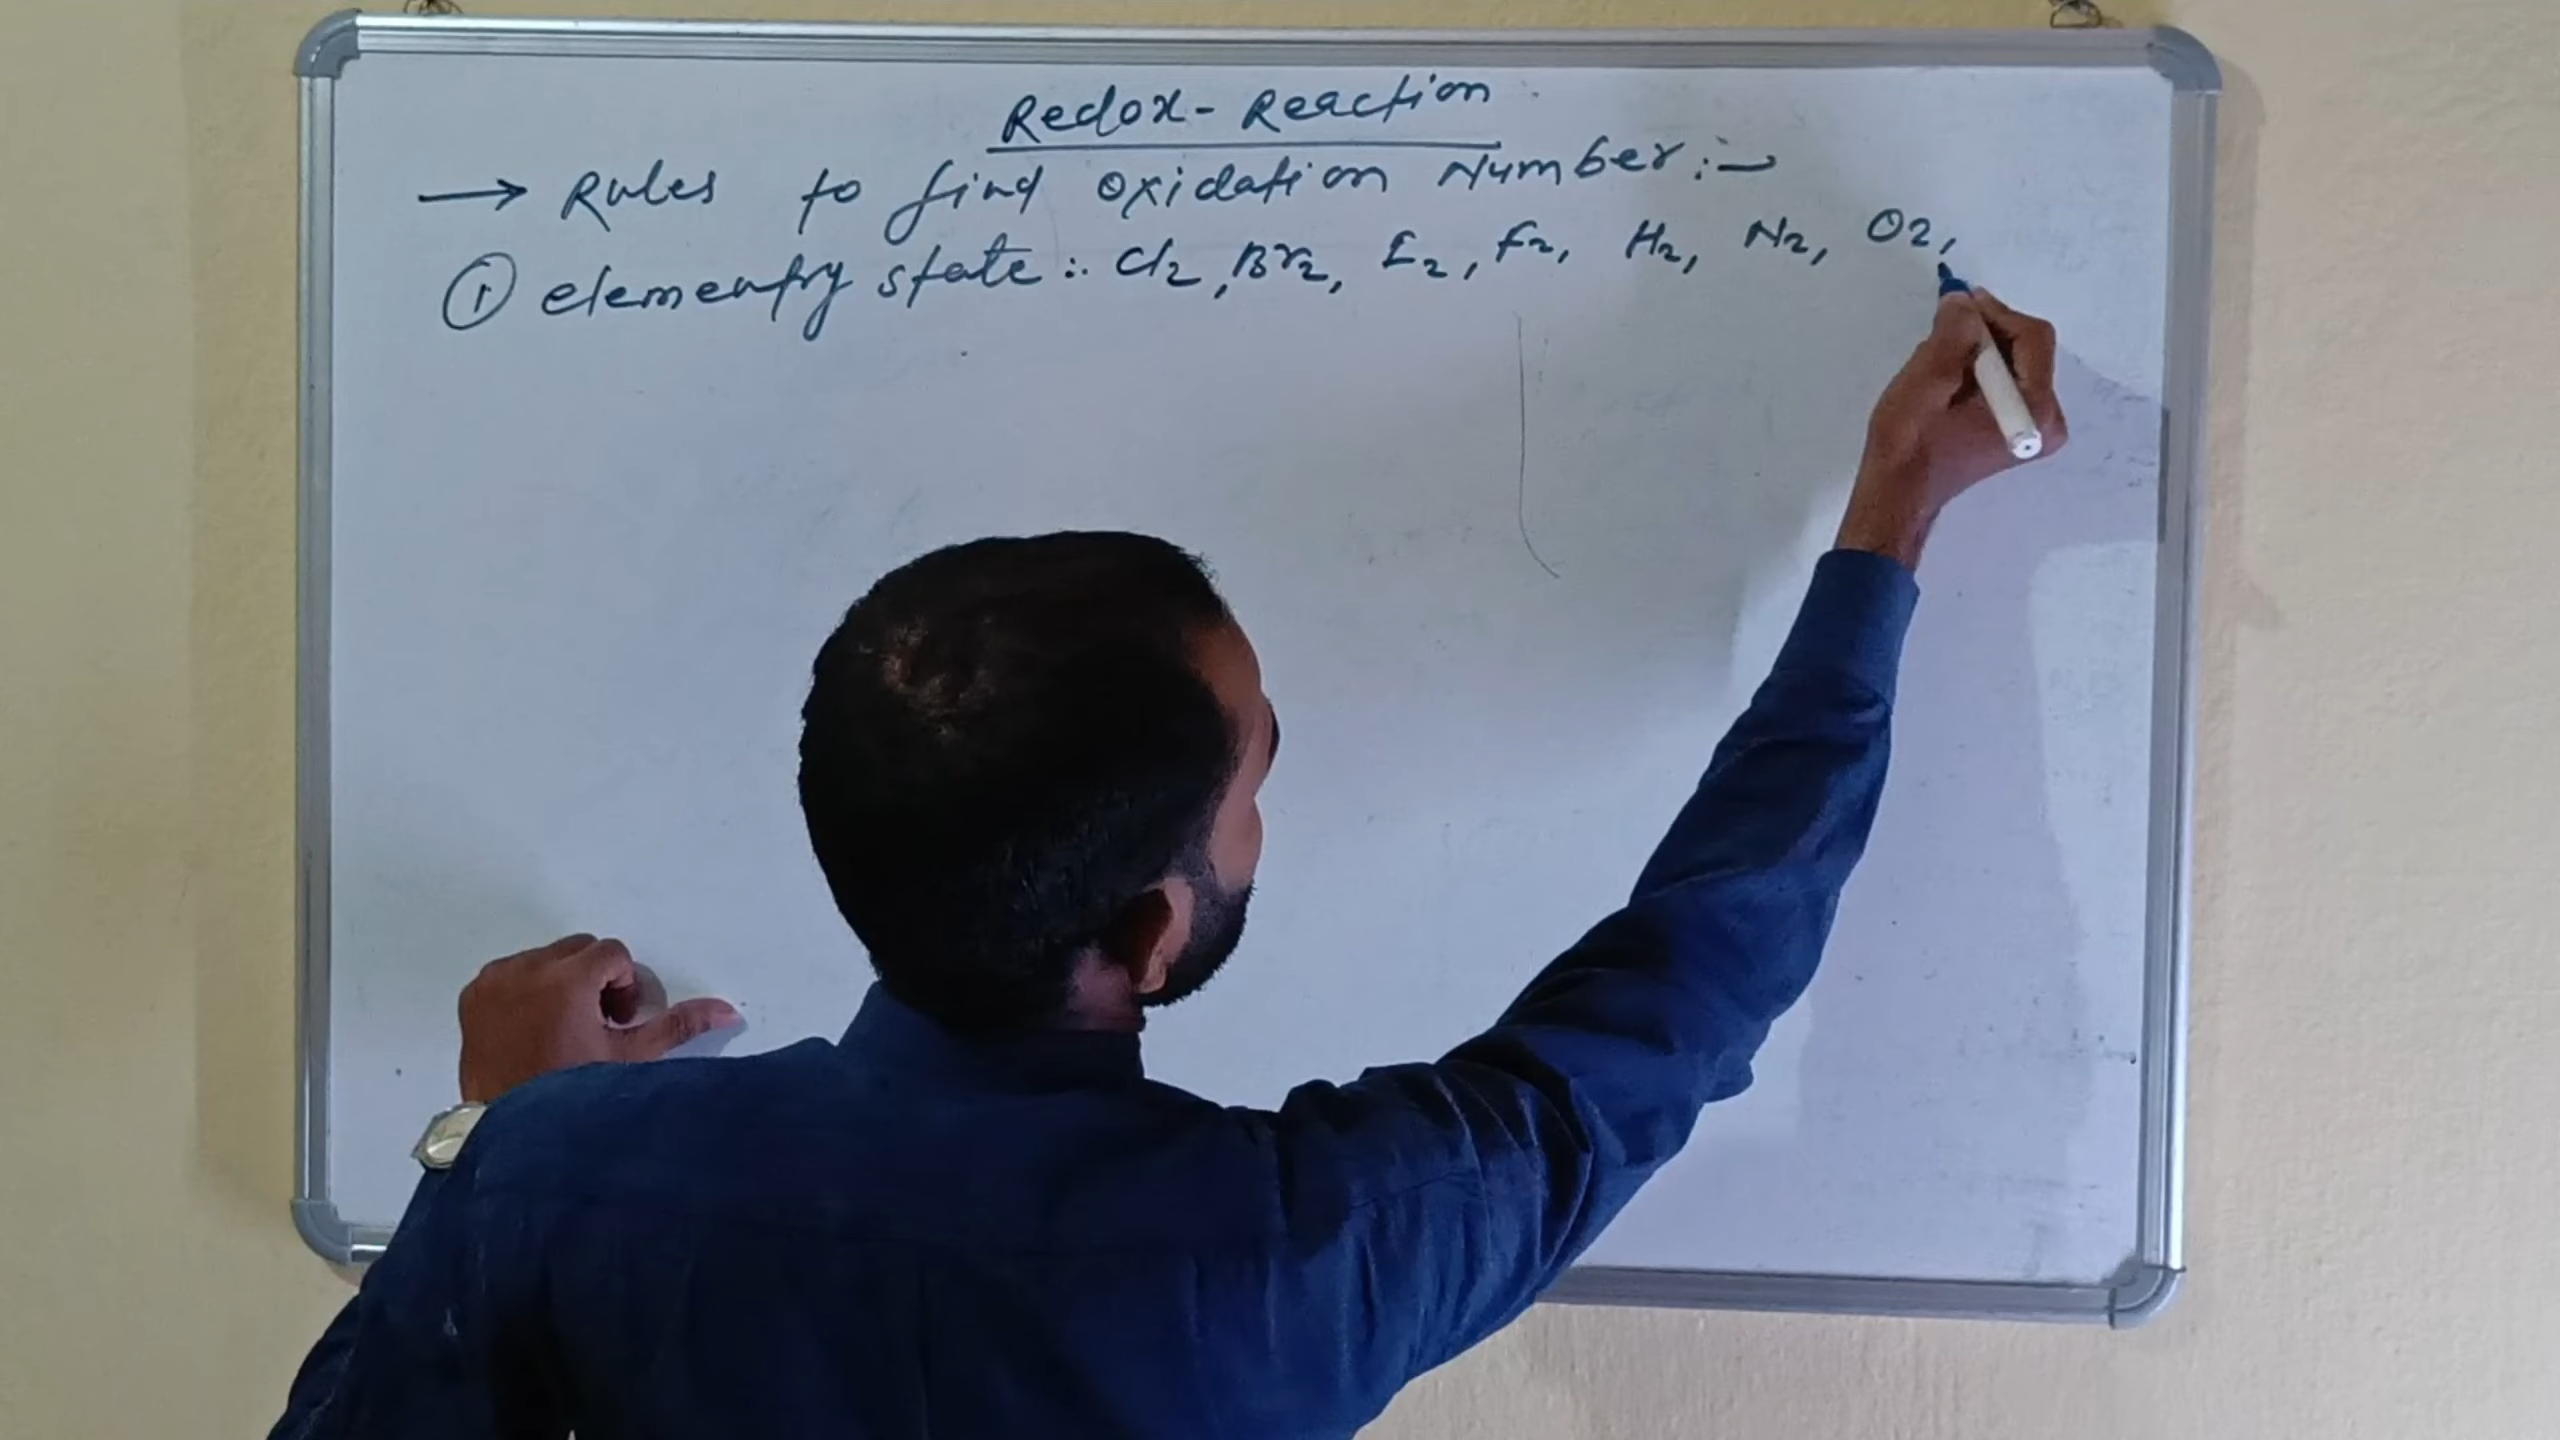 Redox - Reaction
→ Rules to find Oxidation Number :-
① elementry state :. Cl2, Br2, I2, F2, H2, N2, O2,